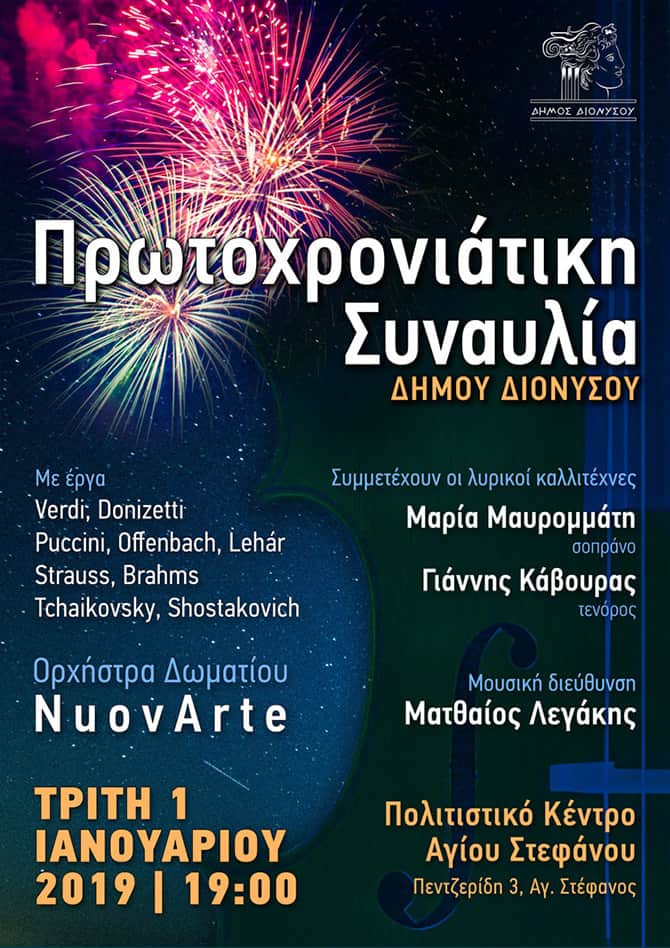 ΔΗΜΟΣ ΔΙΟΝΥΣΟΥ
Πρωτοχρονιάτικη
Συναυλία
ΔΗΜΟΥ ΔΙΟΝΥΣΟΥ
Με έργα
Verdi, Donizetti
Puccini, Offenbach, Lehár
Strauss, Brahms
Tchaikovsky, Shostakovich
Ορχήστρα Δωματίου
NuovArte
ΤΡΙΤΗ 1
ΙΑΝΟΥΑΡΙΟΥ
2019 | 19:00
Συμμετέχουν οι λυρικοί καλλιτέχνες
Μαρία Μαυρομμάτη
σοπράνο
Γιάννης Κάβουρας
τενόρος
Μουσική διεύθυνση
Ματθαίος Λεγάκης
Πολιτιστικό Κέντρο
Αγίου Στεφάνου
Πεντζερίδη 3, Αγ. Στέφανος